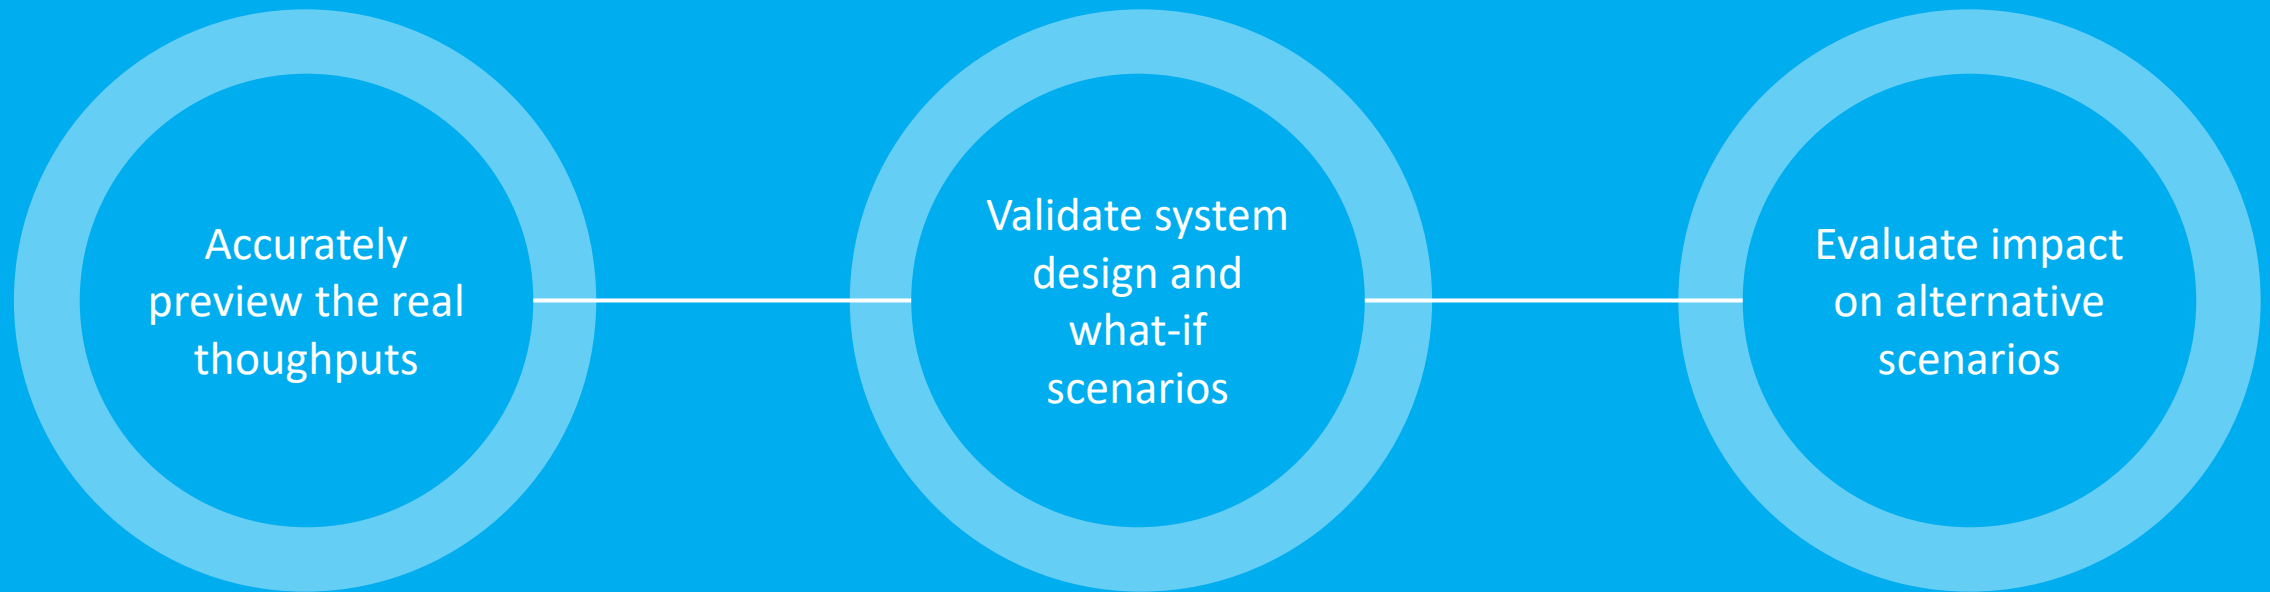 Accurately
preview the real
thoughputs
Validate system
design and
what-if
scenarios
Evaluate impact
on alternative
scenarios